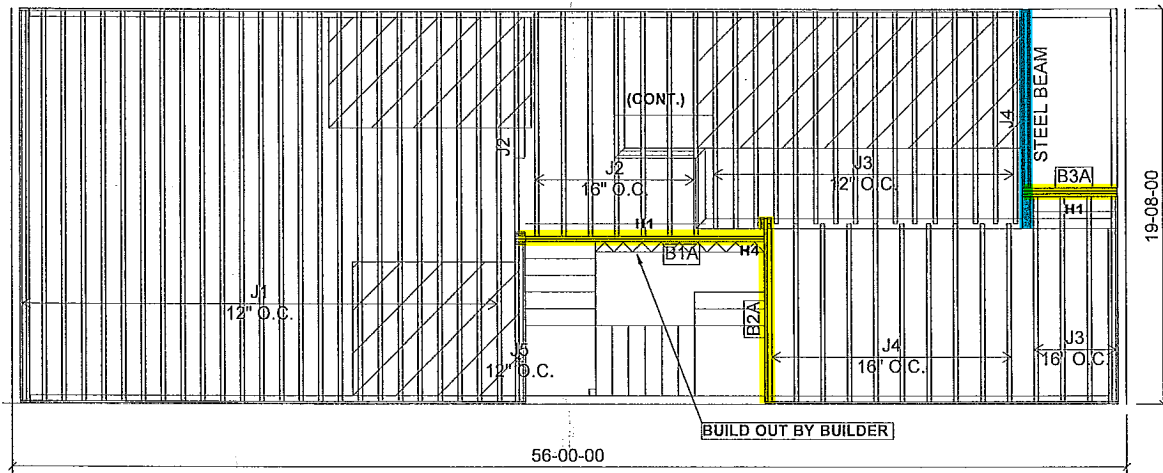 (CONT.)
J2
J2
16" O.C.
J3
12" O.C.
J4
STEEL BEAM
B3A
H1
19-08-00
H1
B1A
H4
J1
12" O.C.
B2A
J5
12" O.C.
J4
16" O.C.
J3
16" O.C.
BUILD OUT BY BUILDER
56-00-00